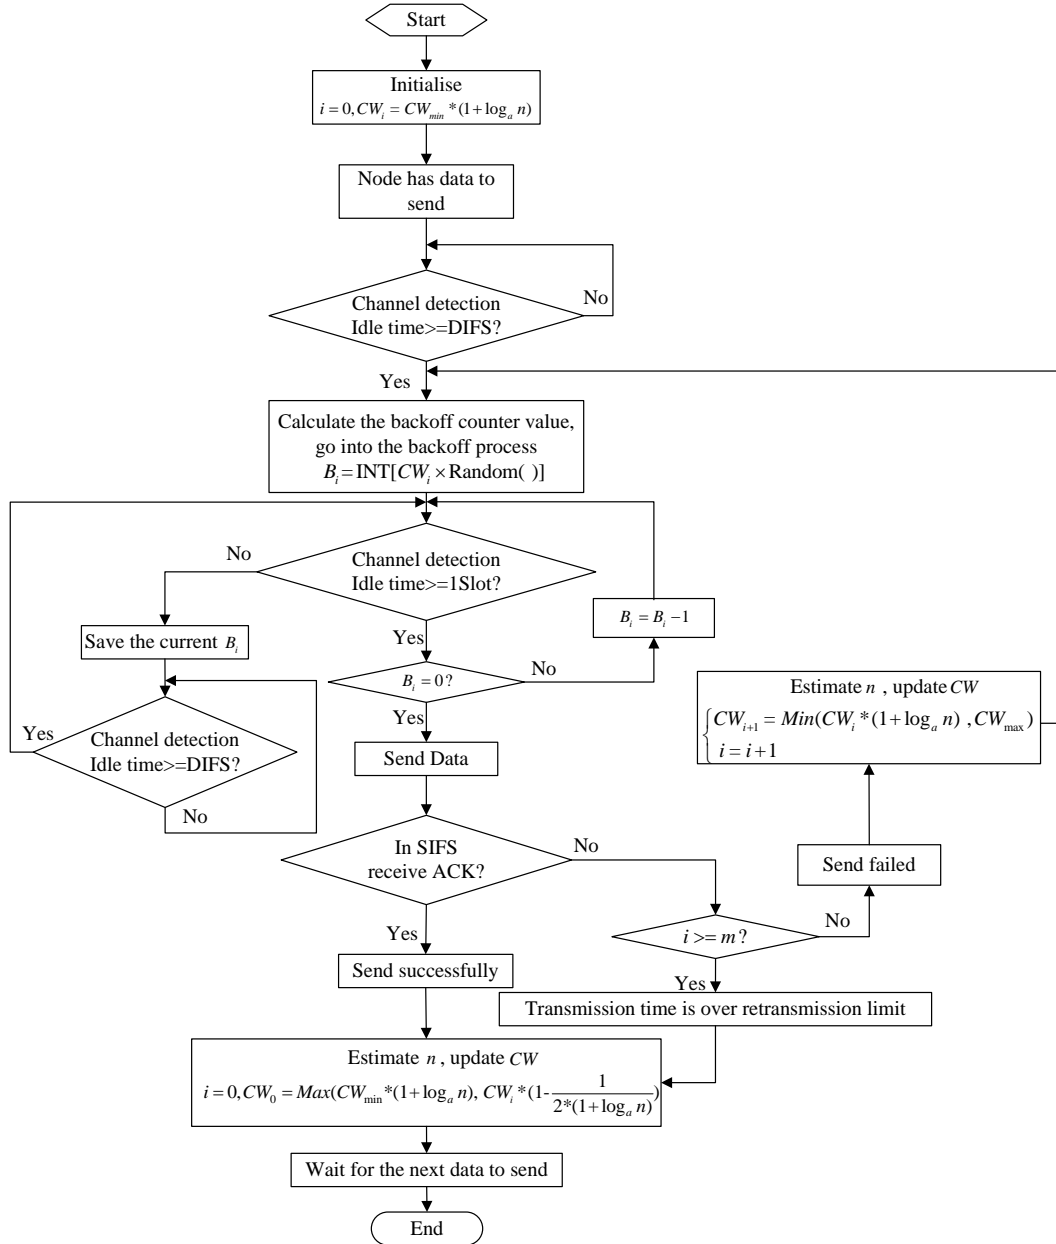 Start
Initialise
i = 0, CW_i = CW_min * (1 + log_a n)
Node has data to
send
Channel detection
Idle time>=DIFS?
No
Yes
Calculate the backoff counter value,
go into the backoff process
B_i = INT[CW_i × Random( )]
Channel detection
Idle time>=1Slot?
No
Yes
B_i = B_i - 1
Save the current B_i
B_i = 0 ?
No
Yes
Channel detection
Idle time>=DIFS?
Yes
No
Send Data
Estimate n , update CW
{ CW_{i+1} = Min(CW_i * (1 + log_a n) , CW_max)
i = i + 1
In SIFS
receive ACK?
No
Yes
Send failed
i >= m ?
No
Yes
Send successfully
Transmission time is over retransmission limit
Estimate n , update CW
i = 0, CW_0 = Max(CW_min * (1 + log_a n), CW_i * (1- 1 / 2*(1 + log_a n))
Wait for the next data to send
End